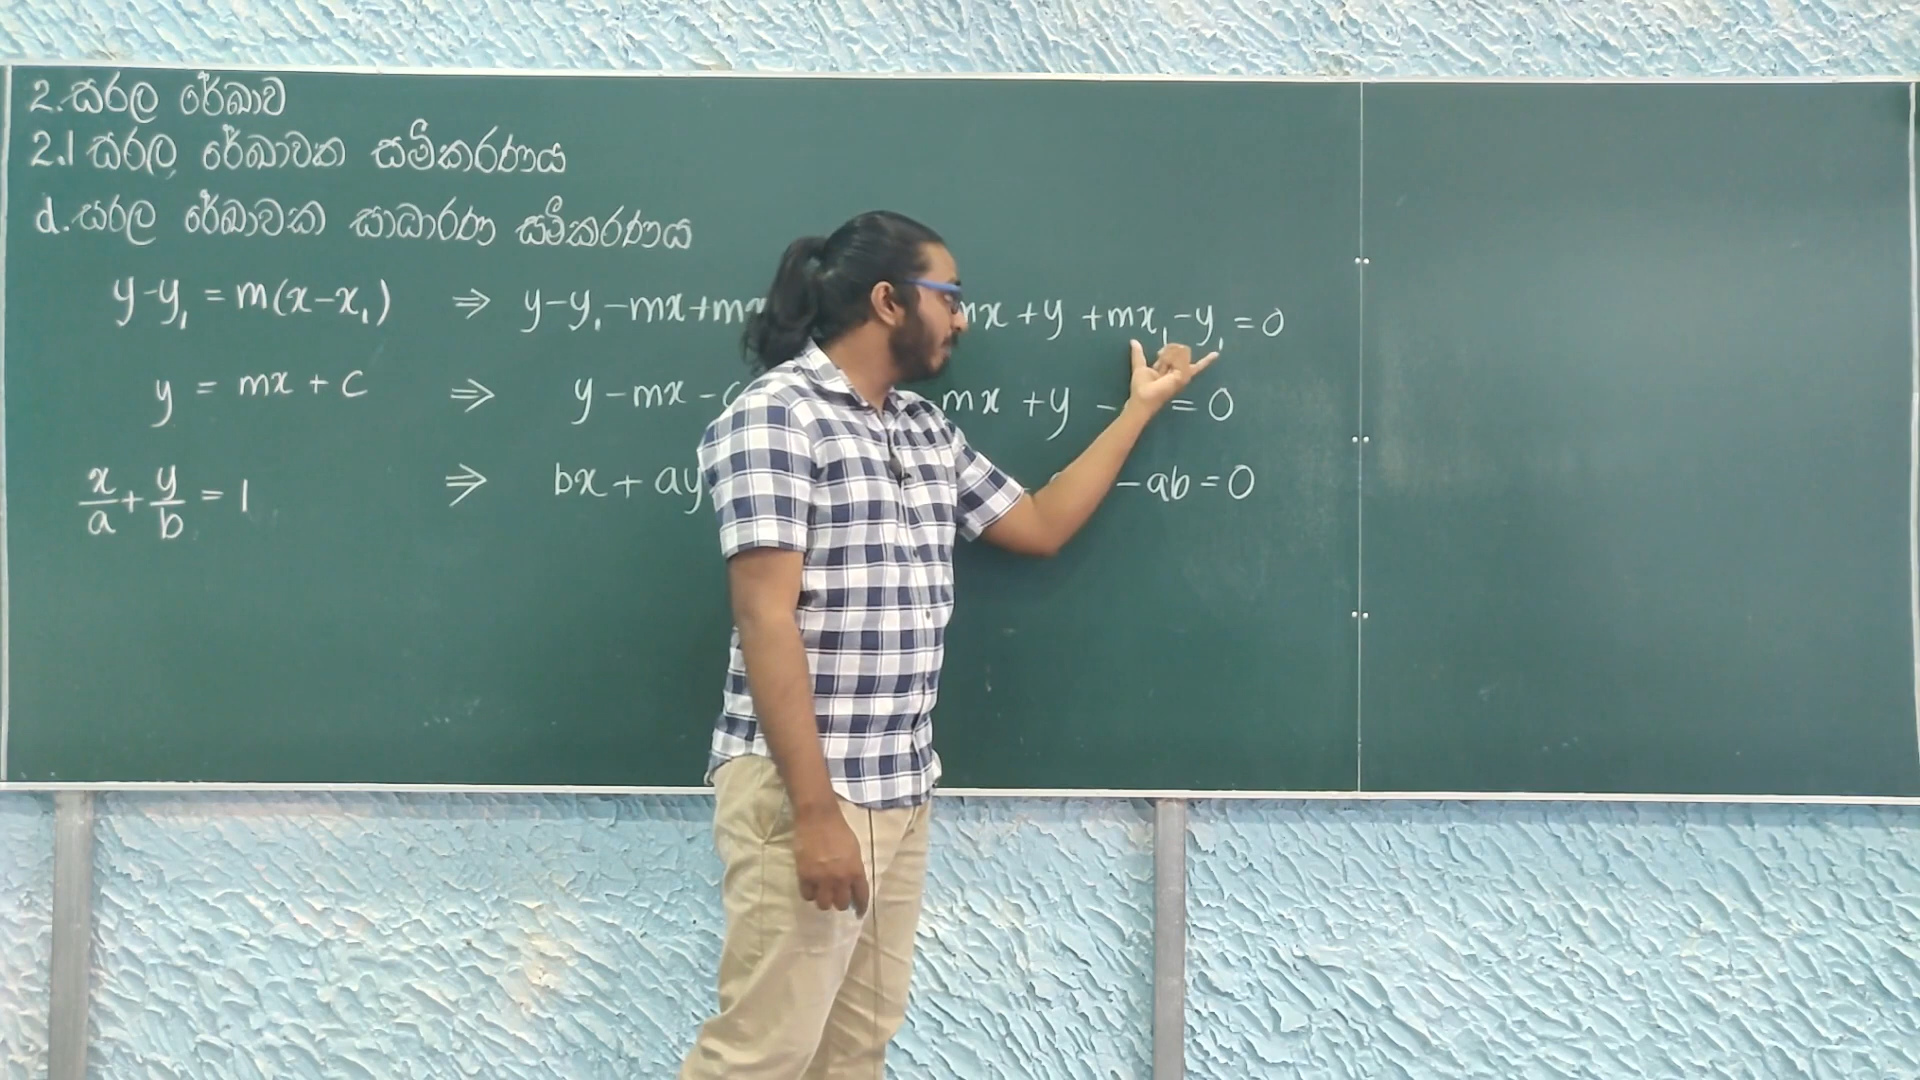 2. සරල රේඛාව
2.1 සරල රේඛාවක සමීකරණය
d. සරල රේඛාවක සාධාරණ සමීකරණය
y-y₁ = m(x-x₁) ⇒ y-y₁-mx+m mx +y +mx₁-y₁ = 0
y = mx + c ⇒ y - mx - mx + y - = 0
x/a + y/b = 1 ⇒ bx + ay - ab = 0